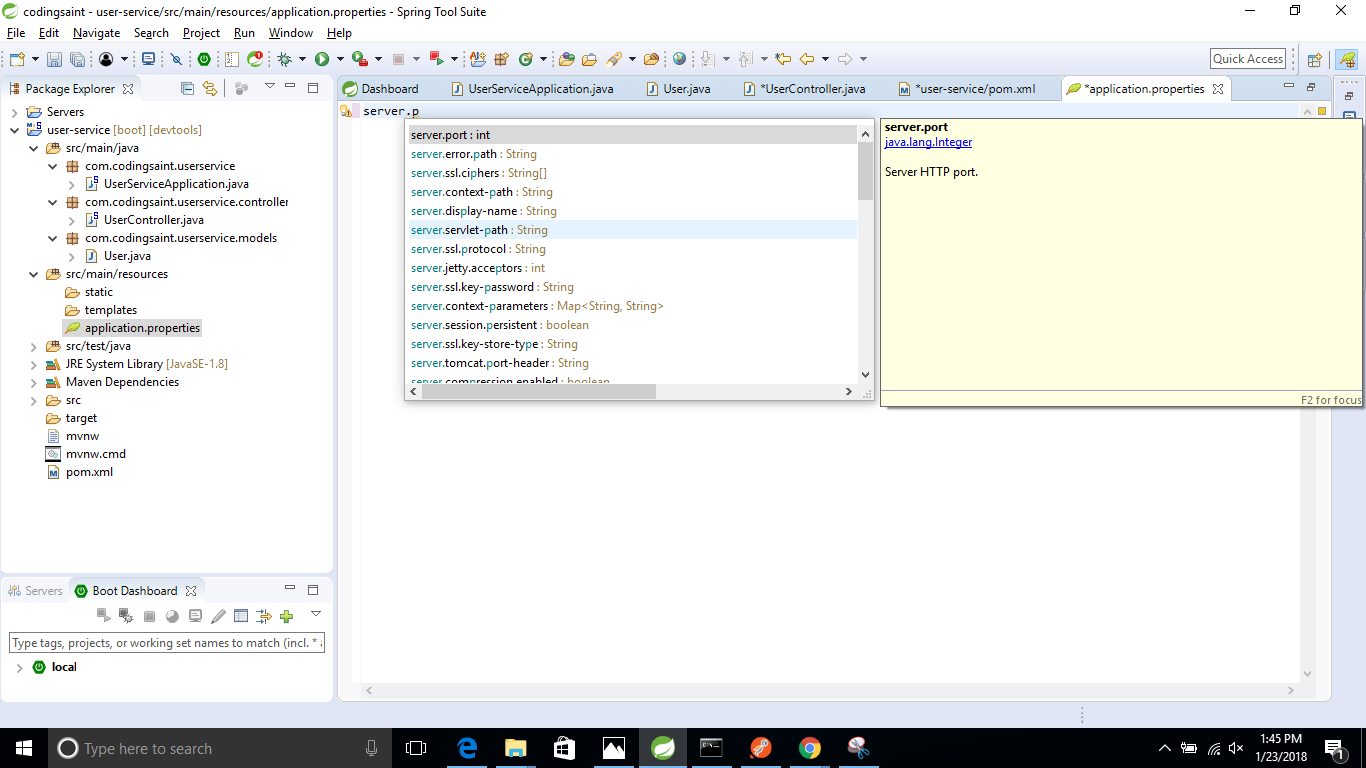 codingsaint - user-service/src/main/resources/application.properties - Spring Tool Suite
File Edit Navigate Search Project Run Window Help
Quick Access
Package Explorer
Servers
user-service [boot] [devtools]
src/main/java
com.codingsaint.userservice
UserServiceApplication.java
com.codingsaint.userservice.controller
UserController.java
com.codingsaint.userservice.models
User.java
src/main/resources
static
templates
application.properties
src/test/java
JRE System Library [JavaSE-1.8]
Maven Dependencies
src
target
mvnw
mvnw.cmd
pom.xml
Dashboard UserServiceApplication.java User.java *UserController.java *user-service/pom.xml *application.properties
server.p
server.port : int
server.error.path : String
server.ssl.ciphers : String[]
server.context-path : String
server.display-name : String
server.servlet-path : String
server.ssl.protocol : String
server.jetty.acceptors : int
server.ssl.key-password : String
server.context-parameters : Map<String, String>
server.session.persistent : boolean
server.ssl.key-store-type : String
server.tomcat.port-header : String
server.compression.enabled : boolean
server.port
java.lang.Integer
Server HTTP port.
F2 for focus
Servers Boot Dashboard
Type tags, projects, or working set names to match (incl. *
local
Type here to search
1:45 PM
1/23/2018
1